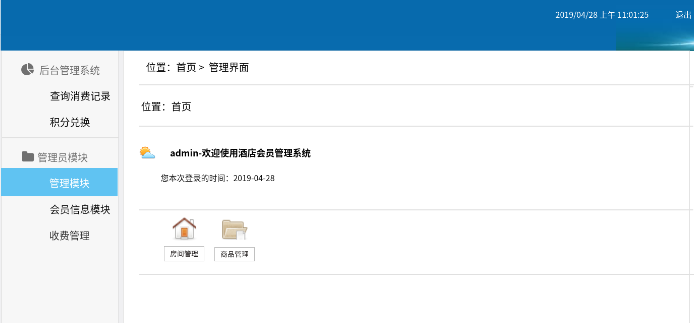 2019/04/28 上午 11:01:25 退出
后台管理系统
查询消费记录
积分兑换
管理员模块
管理模块
会员信息模块
收费管理
位置：首页 > 管理界面
位置：首页
admin-欢迎使用酒店会员管理系统
您本次登录的时间：2019-04-28
房间管理
商品管理